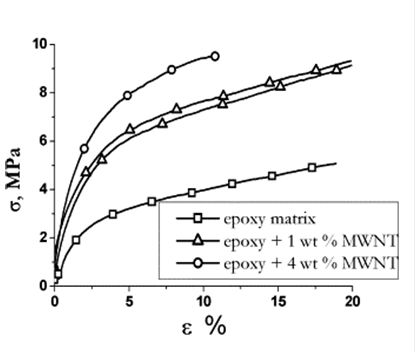 10
8
6
4
2
0
σ, MPa
epoxy matrix
epoxy + 1 wt % MWNT
epoxy + 4 wt % MWNT
0 5 10 15 20
ε %